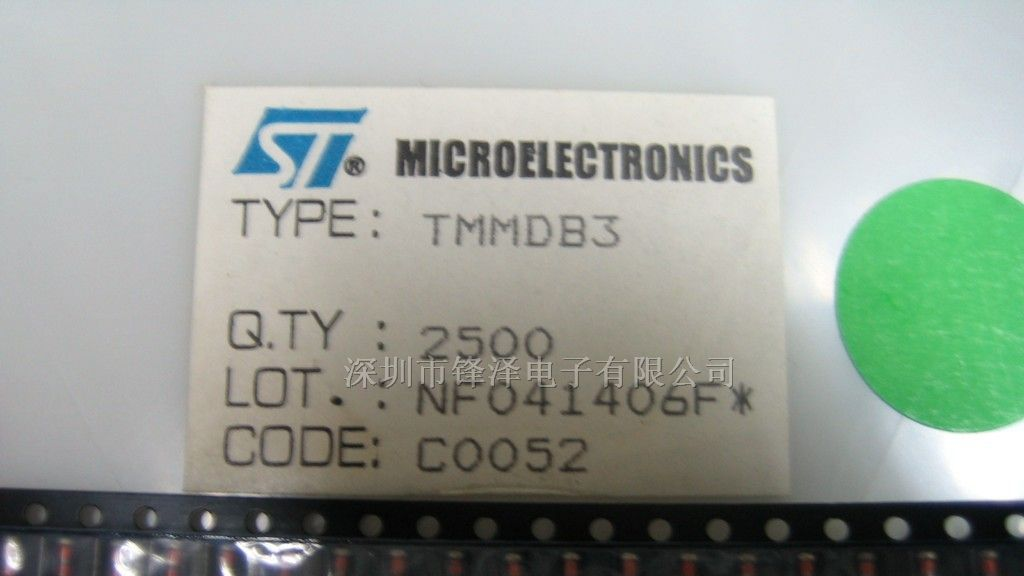 ST® MICROELECTRONICS
TYPE: TMMDB3
Q.TY : 2500
深圳市锋泽电子有限公司
LOT. : NF041406F*
CODE: C0052